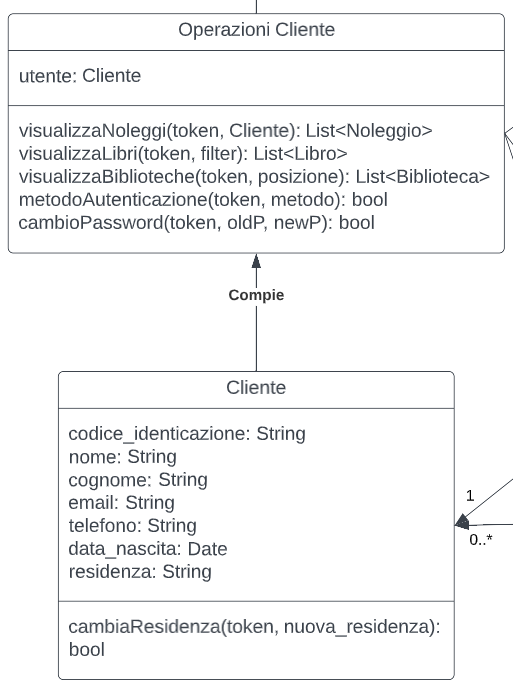 Operazioni Cliente
utente: Cliente
visualizzaNoleggi(token, Cliente): List<Noleggio>
visualizzaLibri(token, filter): List<Libro>
visualizzaBiblioteche(token, posizione): List<Biblioteca>
metodoAutenticazione(token, metodo): bool
cambioPassword(token, oldP, newP): bool
Compie
Cliente
codice_identicazione: String
nome: String
cognome: String
email: String
telefono: String
data_nascita: Date
residenza: String
1
0..*
cambiaResidenza(token, nuova_residenza):
bool